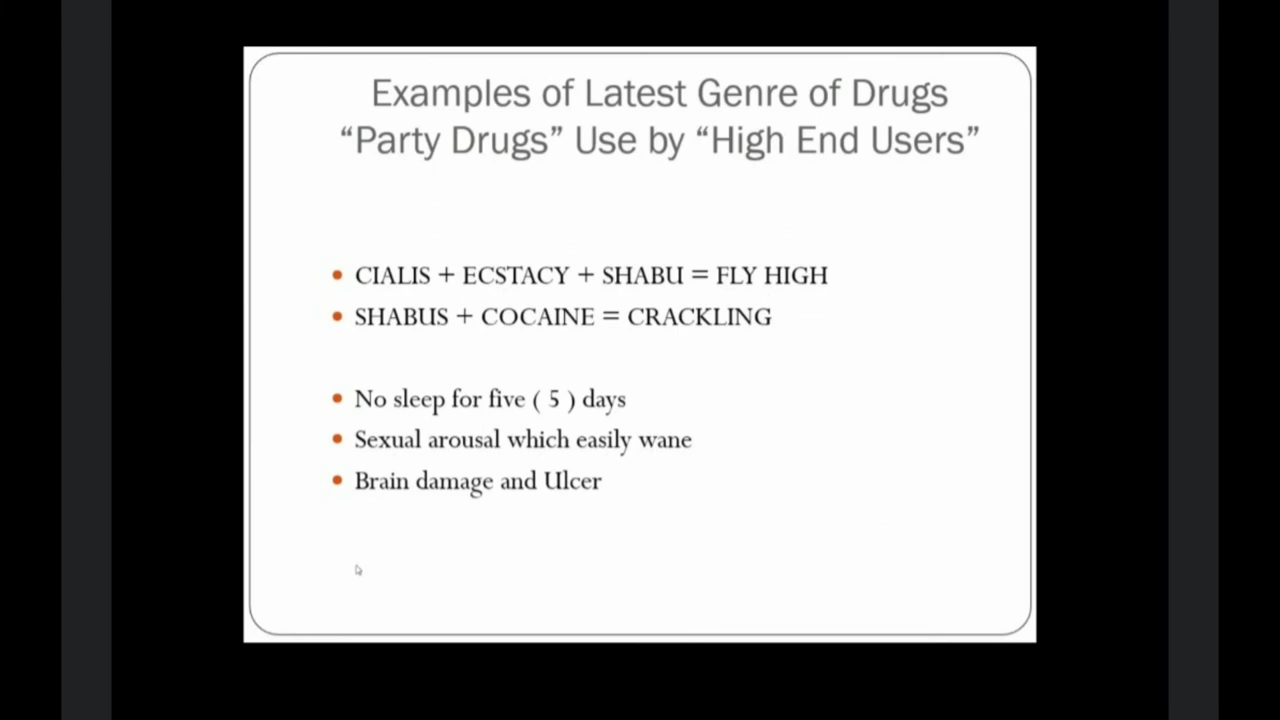 Examples of Latest Genre of Drugs
“Party Drugs” Use by “High End Users”
CIALIS + ECSTACY + SHABU = FLY HIGH
SHABUS + COCAINE = CRACKLING
No sleep for five ( 5 ) days
Sexual arousal which easily wane
Brain damage and Ulcer